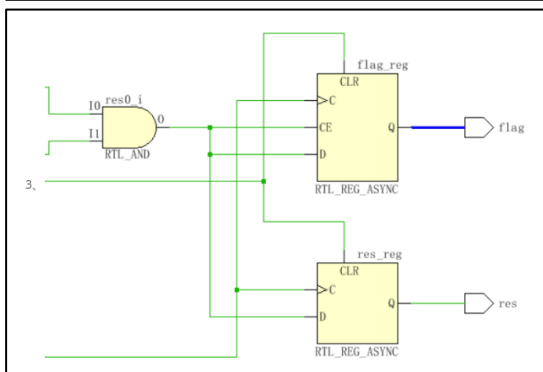 flag_reg
CLR
res0_i
I0
O
C
I1
CE
Q
flag
RTL_AND
D
3、
RTL_REG_ASYNC
res_reg
CLR
C
Q
res
D
RTL_REG_ASYNC